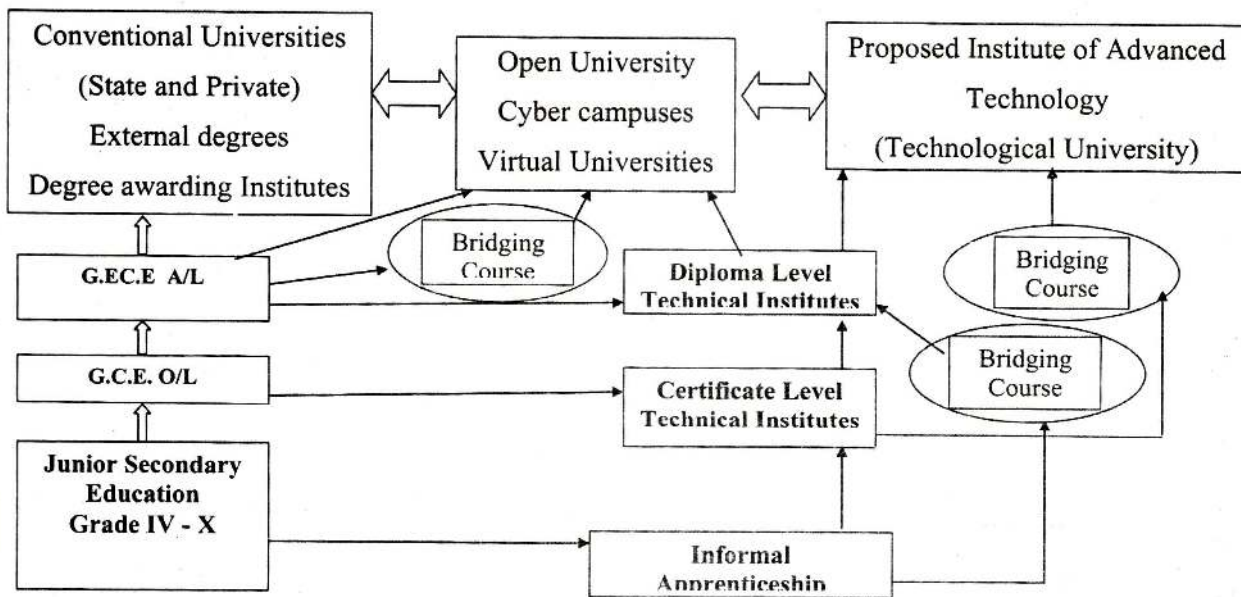 Conventional Universities
(State and Private)
External degrees
Degree awarding Institutes
Open University
Cyber campuses
Virtual Universities
Proposed Institute of Advanced
Technology
(Technological University)
G.EC.E A/L
Bridging
Course
Diploma Level
Technical Institutes
Bridging
Course
G.C.E. O/L
Certificate Level
Technical Institutes
Bridging
Course
Junior Secondary
Education
Grade IV - X
Informal
Apprenticeship